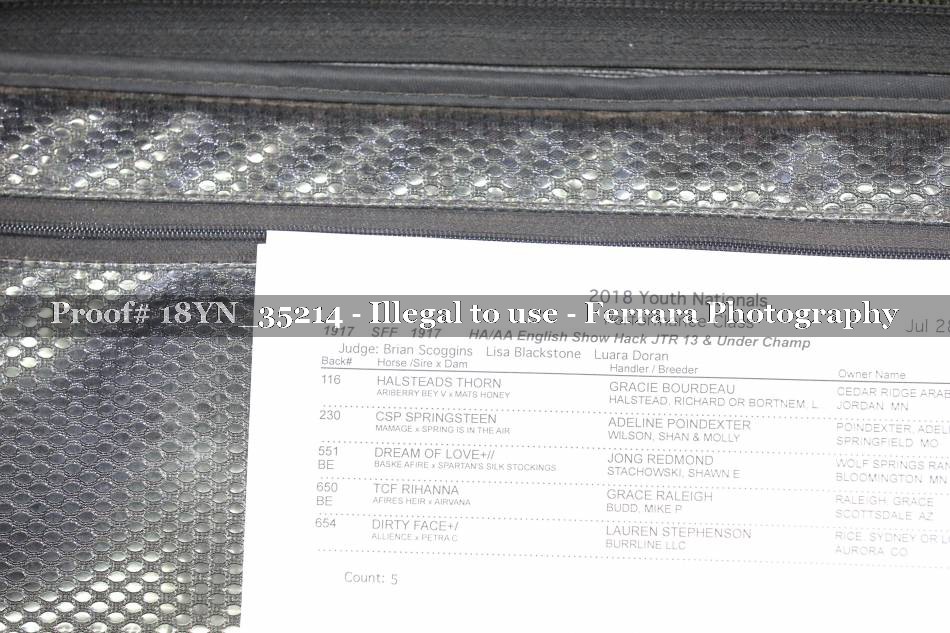 2018 Youth Nationals
Proof# 18YN_35214 - Illegal to use - Ferrara Photography
Class
Jul 2
1917 SEE 1917 HA/AA English Show Hack JTR 13 & Under Champ
Judge: Brian Scoggins Lisa Blackstone Luara Doran
Back# Horse /Sire x Dam Handler / Breeder Owner Name
116 HALSTEADS THORN GRACIE BOURDEAU CEDAR RIDGE ARAB
ARIBERRY BEY V x MATS HONEY HALSTEAD, RICHARD OR BORTNEM, L JORDAN MN
230 CSP SPRINGSTEEN ADELINE POINDEXTER POINDEXTER, ADELI
MAMAGE x SPRING IS IN THE AIR WILSON, SHAN & MOLLY SPRINGFIELD MO
551 DREAM OF LOVE+// JONG REDMOND WOLF SPRINGS RAN
BE BASKE AFIRE x SPARTAN'S SILK STOCKINGS STACHOWSKI, SHAWN E BLOOMINGTON MN
650 TCF RIHANNA GRACE RALEIGH RALEIGH, GRACE
BE AFIRES HEIR x AIRVANA BUDD, MIKE P SCOTTSDALE AZ
654 DIRTY FACE+/ LAUREN STEPHENSON RICE, SYDNEY OR LI
ALLIENCE x PETRA C BURRLINE LLC AURORA CO
Count: 5